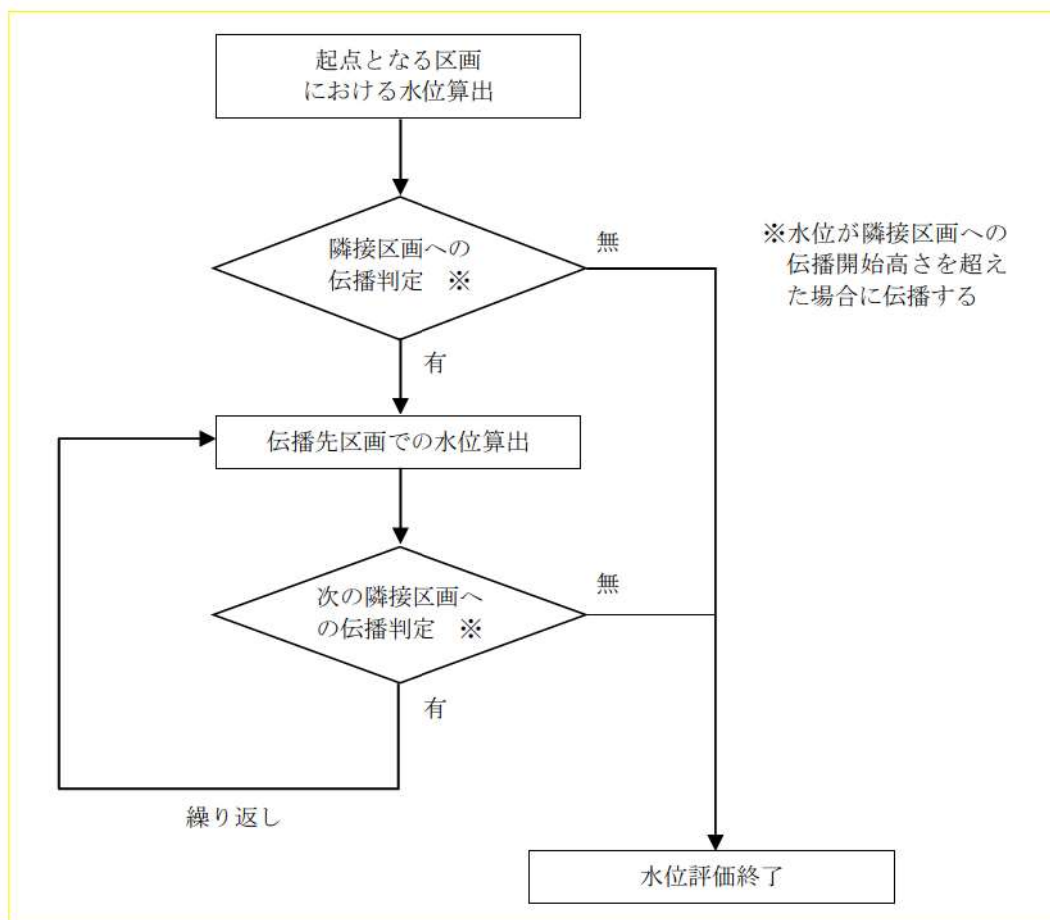 起点となる区画
における水位算出
隣接区画への
伝播判定　※
無
※水位が隣接区画への
伝播開始高さを超え
た場合に伝播する
有
伝播先区画での水位算出
次の隣接区画へ
の伝播判定　※
無
有
繰り返し
水位評価終了